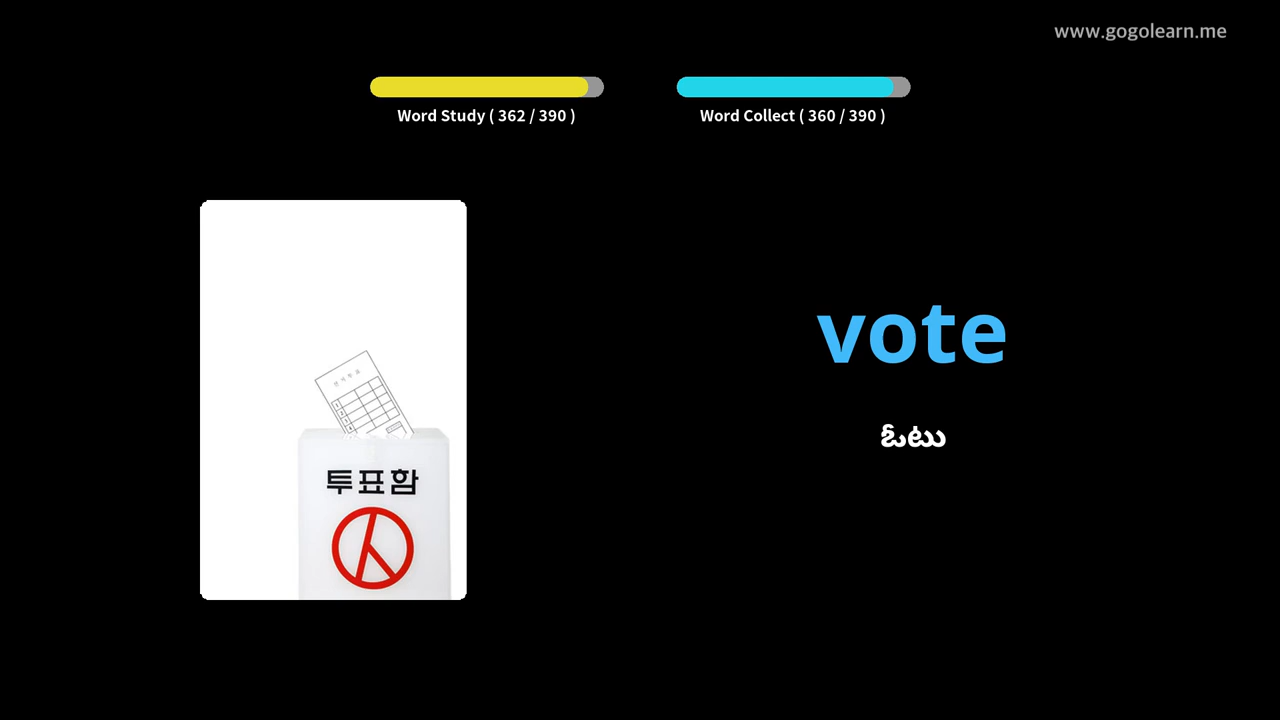 www.gogolearn.me
Word Study ( 362 / 390 )
Word Collect ( 360 / 390 )
vote
ఓటు
투표함